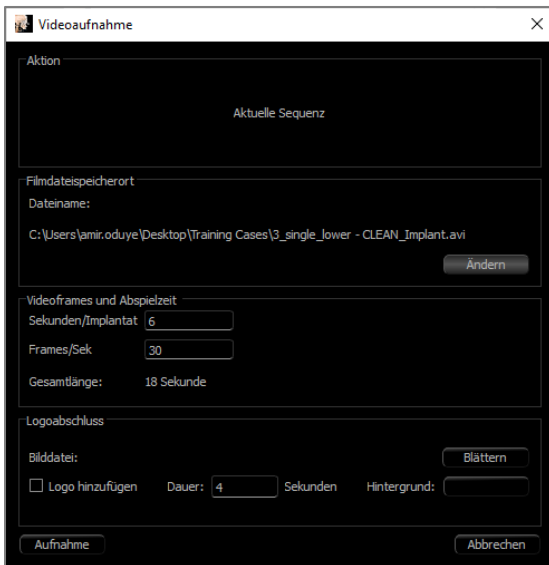 Videoaufnahme
Aktion
Aktuelle Sequenz
Filmdateispeicherort
Dateiname:
C:\Users\amir.oduye\Desktop\Training Cases\3_single_lower - CLEAN_Implant.avi
Ändern
Videoframes und Abspielzeit
Sekunden/Implantat 6
Frames/Sek 30
Gesamtlänge: 18 Sekunde
Logoabschluss
Bilddatei: Blättern
Logo hinzufügen Dauer: 4 Sekunden Hintergrund:
Aufnahme Abbrechen